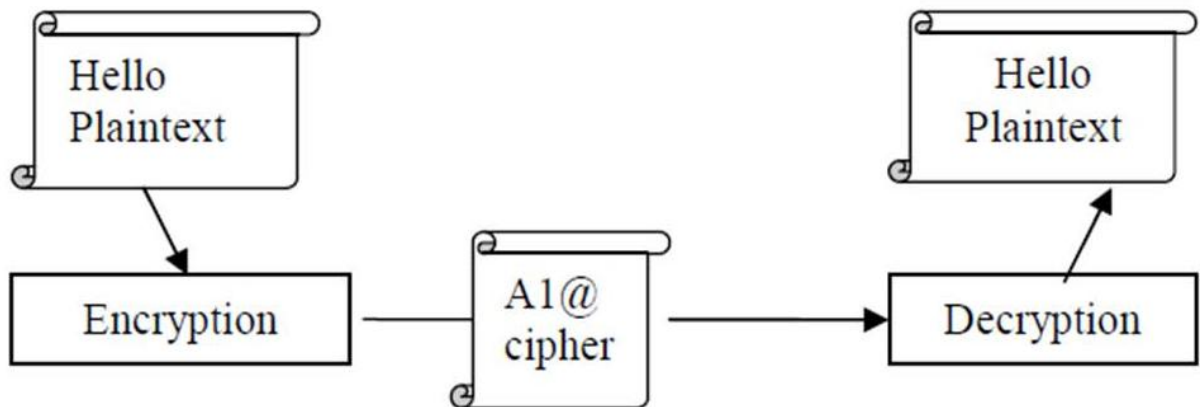 Hello
Plaintext
Encryption
A1@
cipher
Decryption
Hello
Plaintext